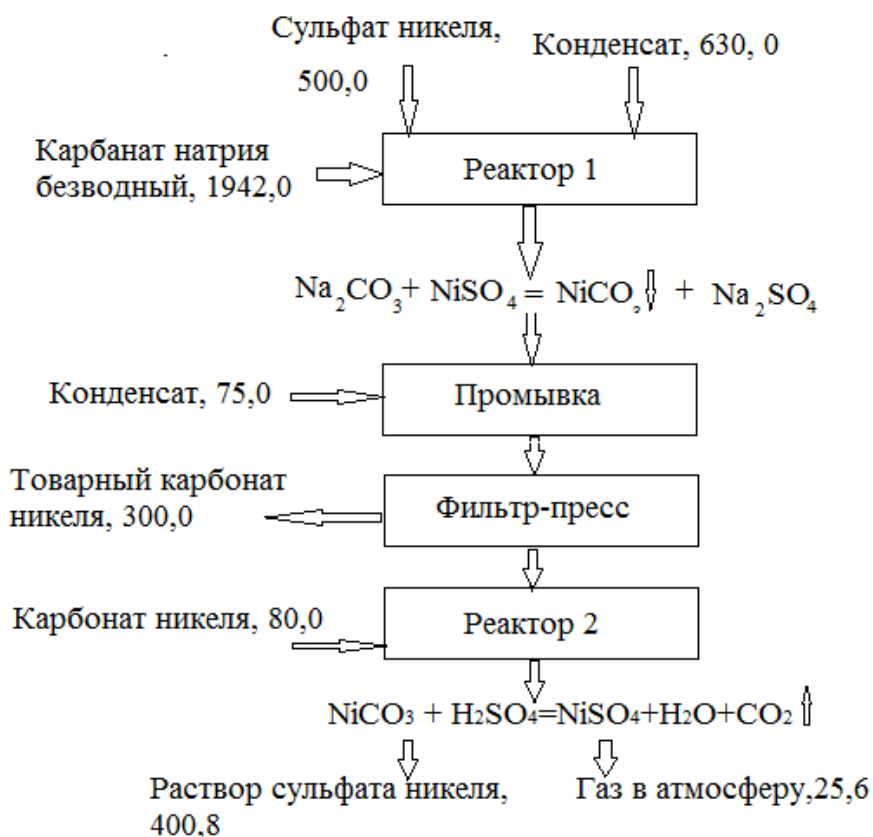 Сульфат никеля,
500,0
Конденсат, 630, 0
Карбанат натрия
безводный, 1942,0
Реактор 1
Na₂CO₃+ NiSO₄ = NiCO₃ + Na₂SO₄
Конденсат, 75,0
Промывка
Товарный карбонат
никеля, 300,0
Фильтр-пресс
Карбонат никеля, 80,0
Реактор 2
NiCO₃ + H₂SO₄=NiSO₄+H₂O+CO₂
Раствор сульфата никеля,
400,8
Газ в атмосферу,25,6